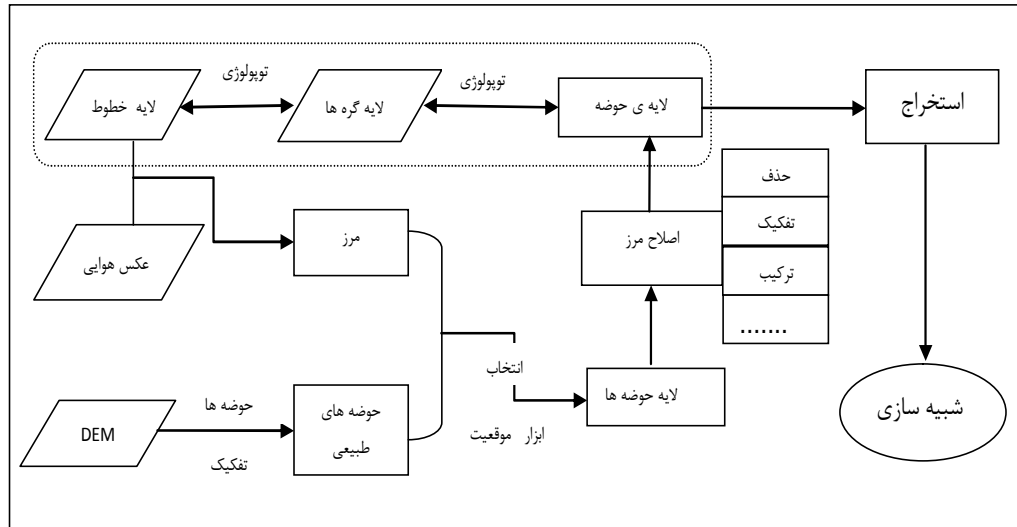 توپولوژی
توپولوژی
لایه خطوط
لایه گره ها
لایه ی حوضه
استخراج
حذف
تفکیک
ترکیب
.......
اصلاح مرز
مرز
عکس هوایی
انتخاب
ابزار موقعیت
لایه حوضه ها
شبیه سازی
حوضه ها
تفکیک
حوضه های
طبیعی
DEM